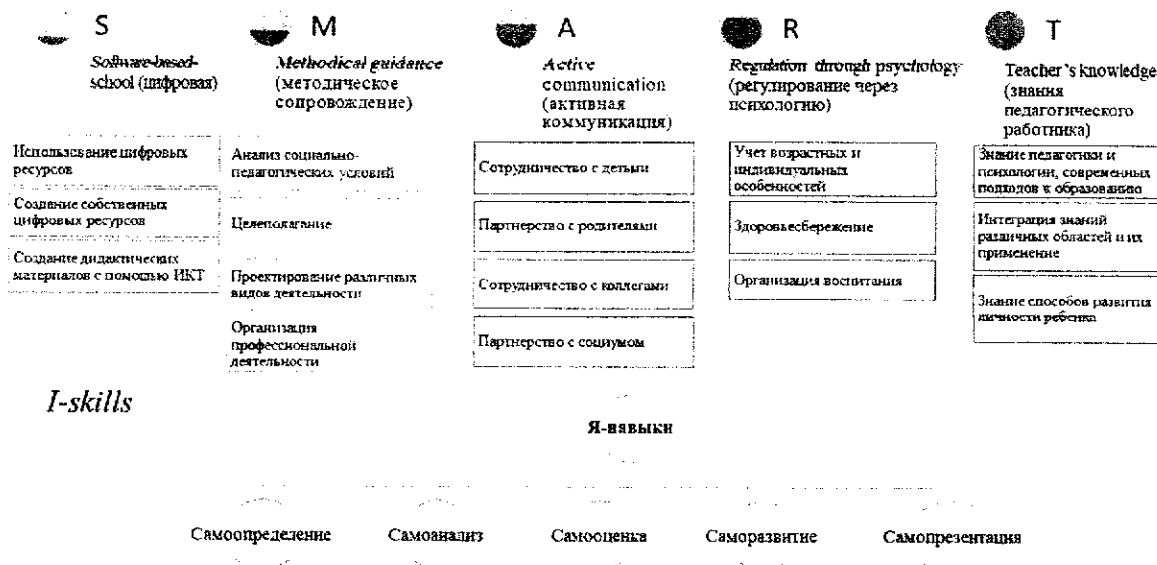 S
Software-based-
school (цифровая)
Использование цифровых
ресурсов
Создание собственных
цифровых ресурсов
Создание дидактических
материалов с помощью ИКТ
M
Methodical guidance
(методическое
сопровождение)
Анализ социально-
педагогических условий
Целеполагание
Проектирование различных
видов деятельности
Организация
профессиональной
деятельности
A
Active
communication
(активная
коммуникация)
Сотрудничество с детьми
Партнерство с родителями
Сотрудничество с коллегами
Партнерство с социумом
R
Regulation through psychology
(регулирование через
психологию)
Учет возрастных и
индивидуальных
особенностей
Здоровьесбережение
Организация воспитания
T
Teacher's knowledge
(знания
педагогического
работника)
Знание педагогики и
психологии, современных
подходов к образованию
Интеграция знаний
различных областей и их
применение
Знание способов развития
личности ребенка
I-skills
Я-навыки
Самоопределение
Самоанализ
Самооценка
Саморазвитие
Самопрезентация